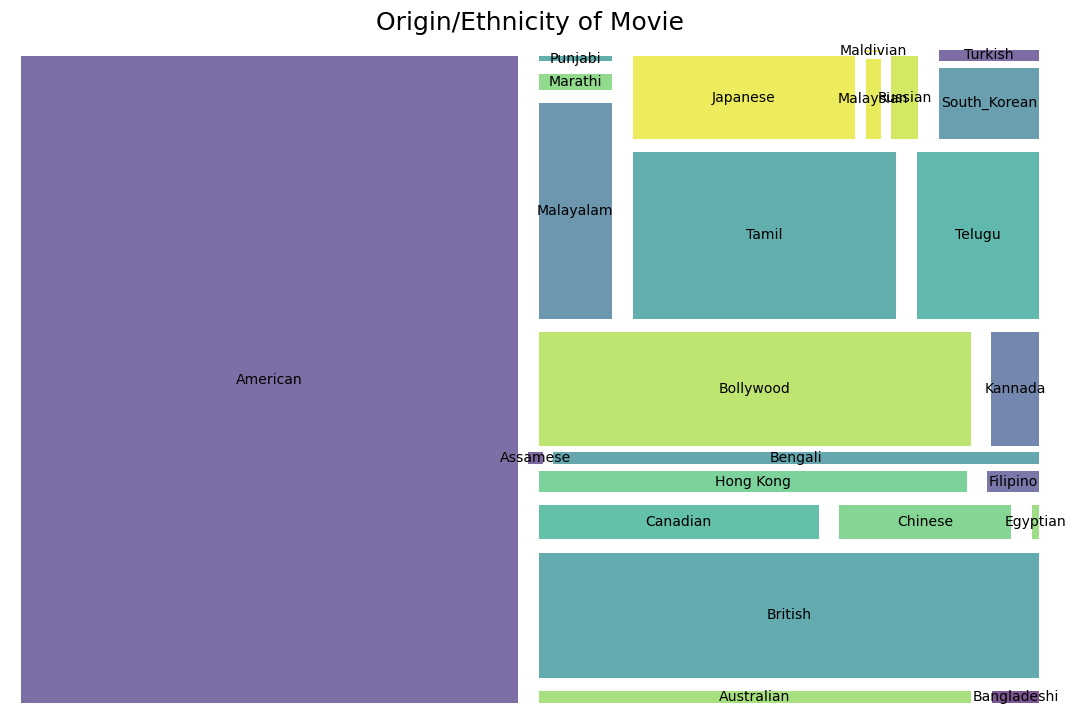 Origin/Ethnicity of Movie
Maldivian
Turkish
Punjabi
Marathi
Japanese
Malaysian
Russian
South_Korean
Malayalam
Tamil
Telugu
American
Bollywood
Kannada
Assamese
Bengali
Hong Kong
Filipino
Canadian
Chinese
Egyptian
British
Australian
Bangladeshi